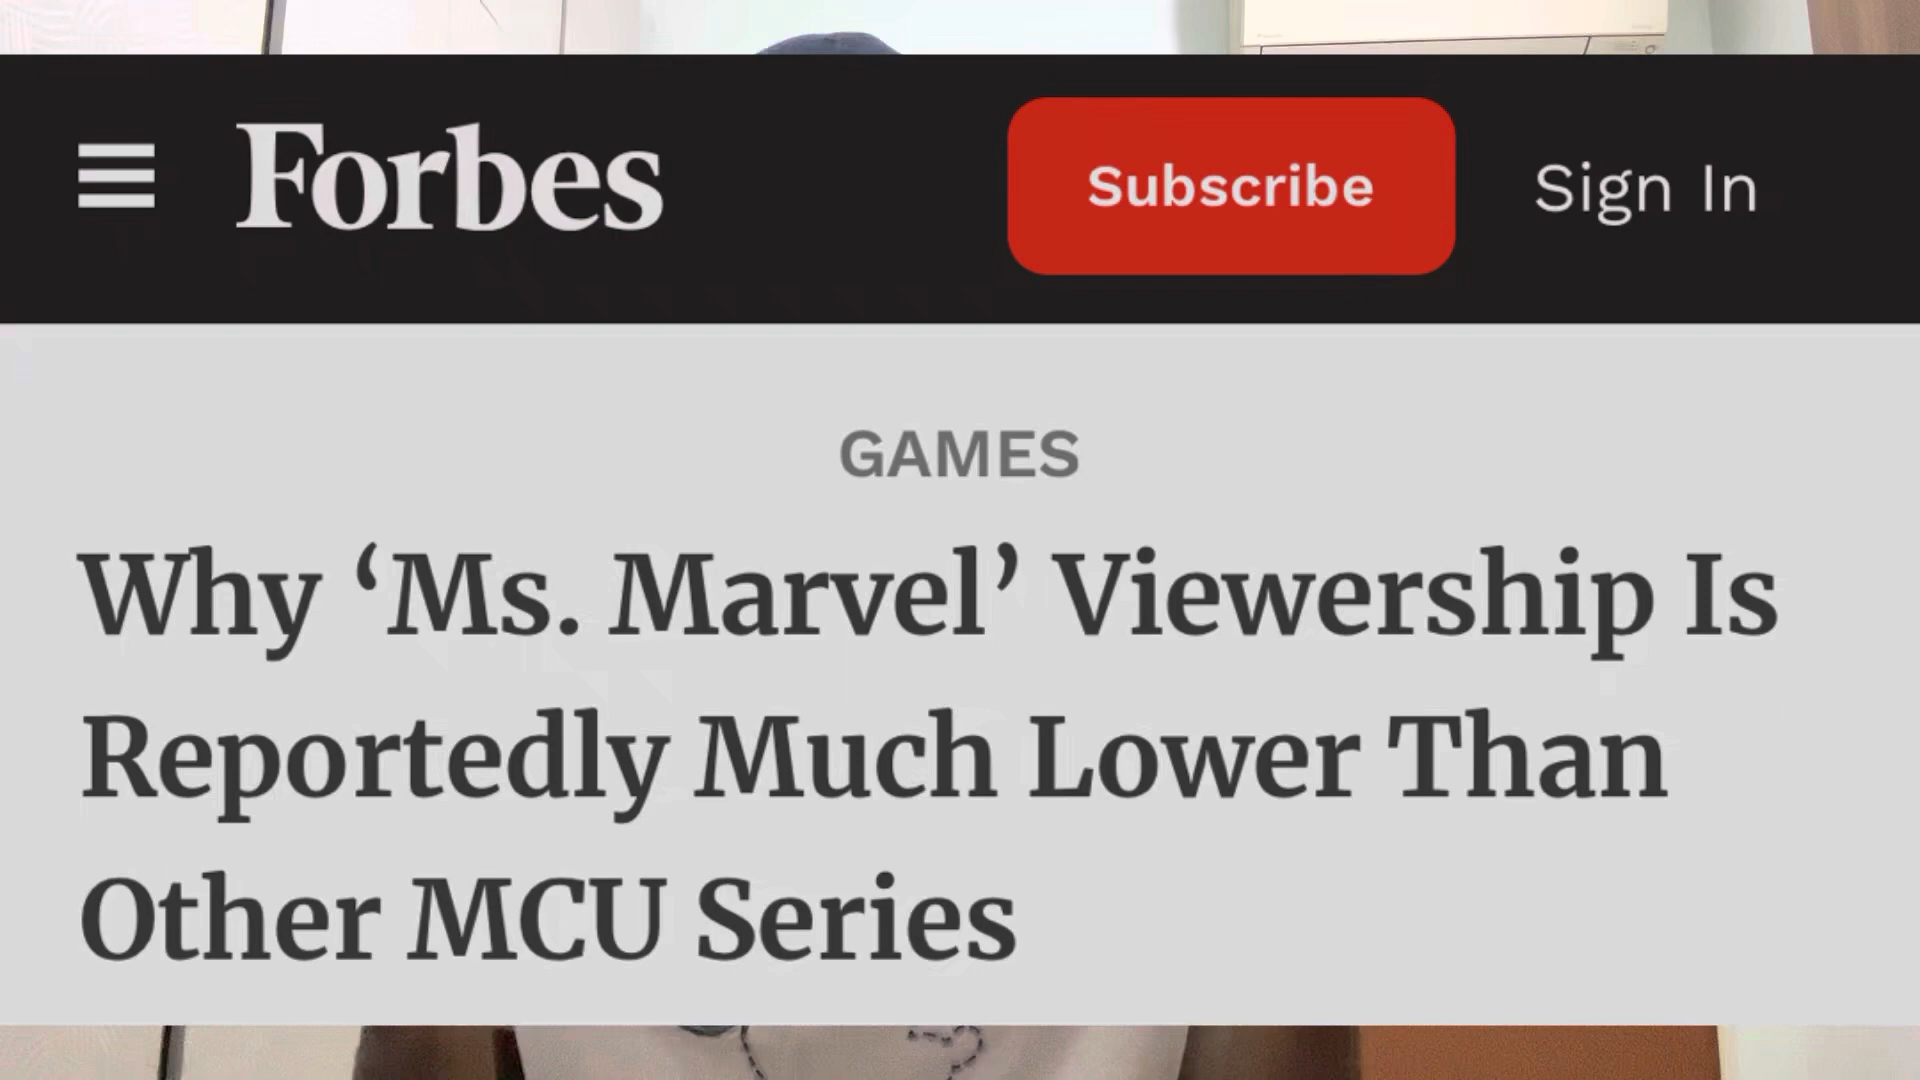 Forbes
Subscribe
Sign In
GAMES
Why ‘Ms. Marvel’ Viewership Is
Reportedly Much Lower Than
Other MCU Series